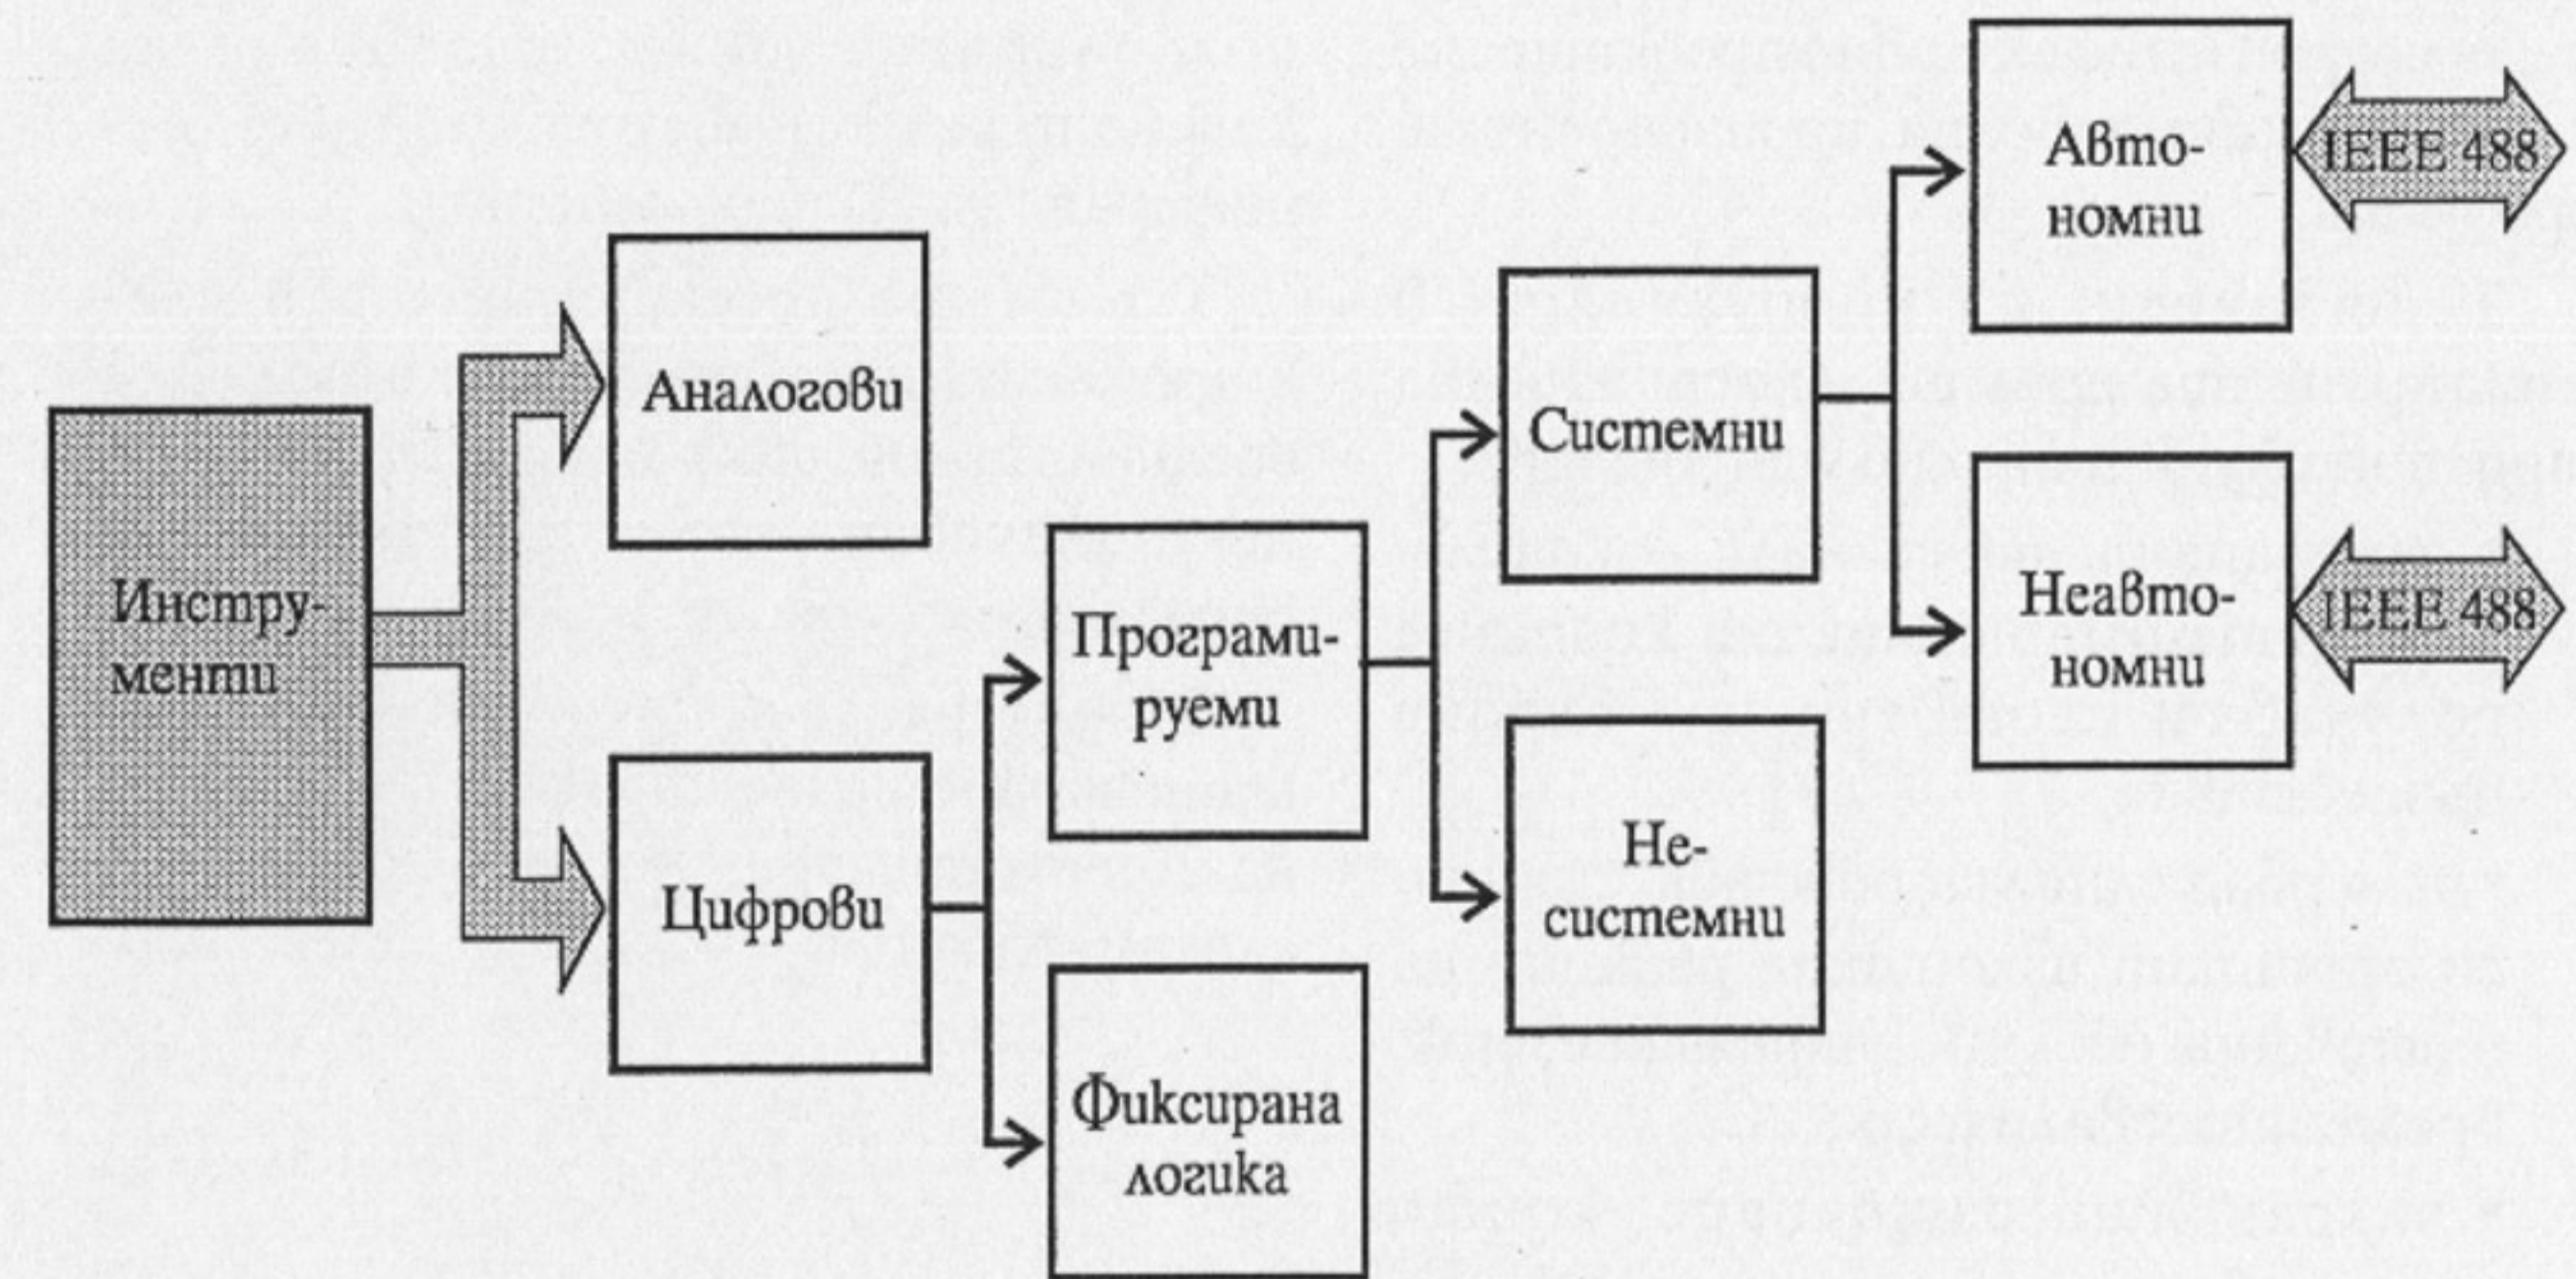 Инстру-
менти
Аналогови
Цифрови
Програми-
руеми
Фиксирана
логика
Системни
Не-
системни
Авто-
номни
IEEE 488
Неавто-
номни
IEEE 488